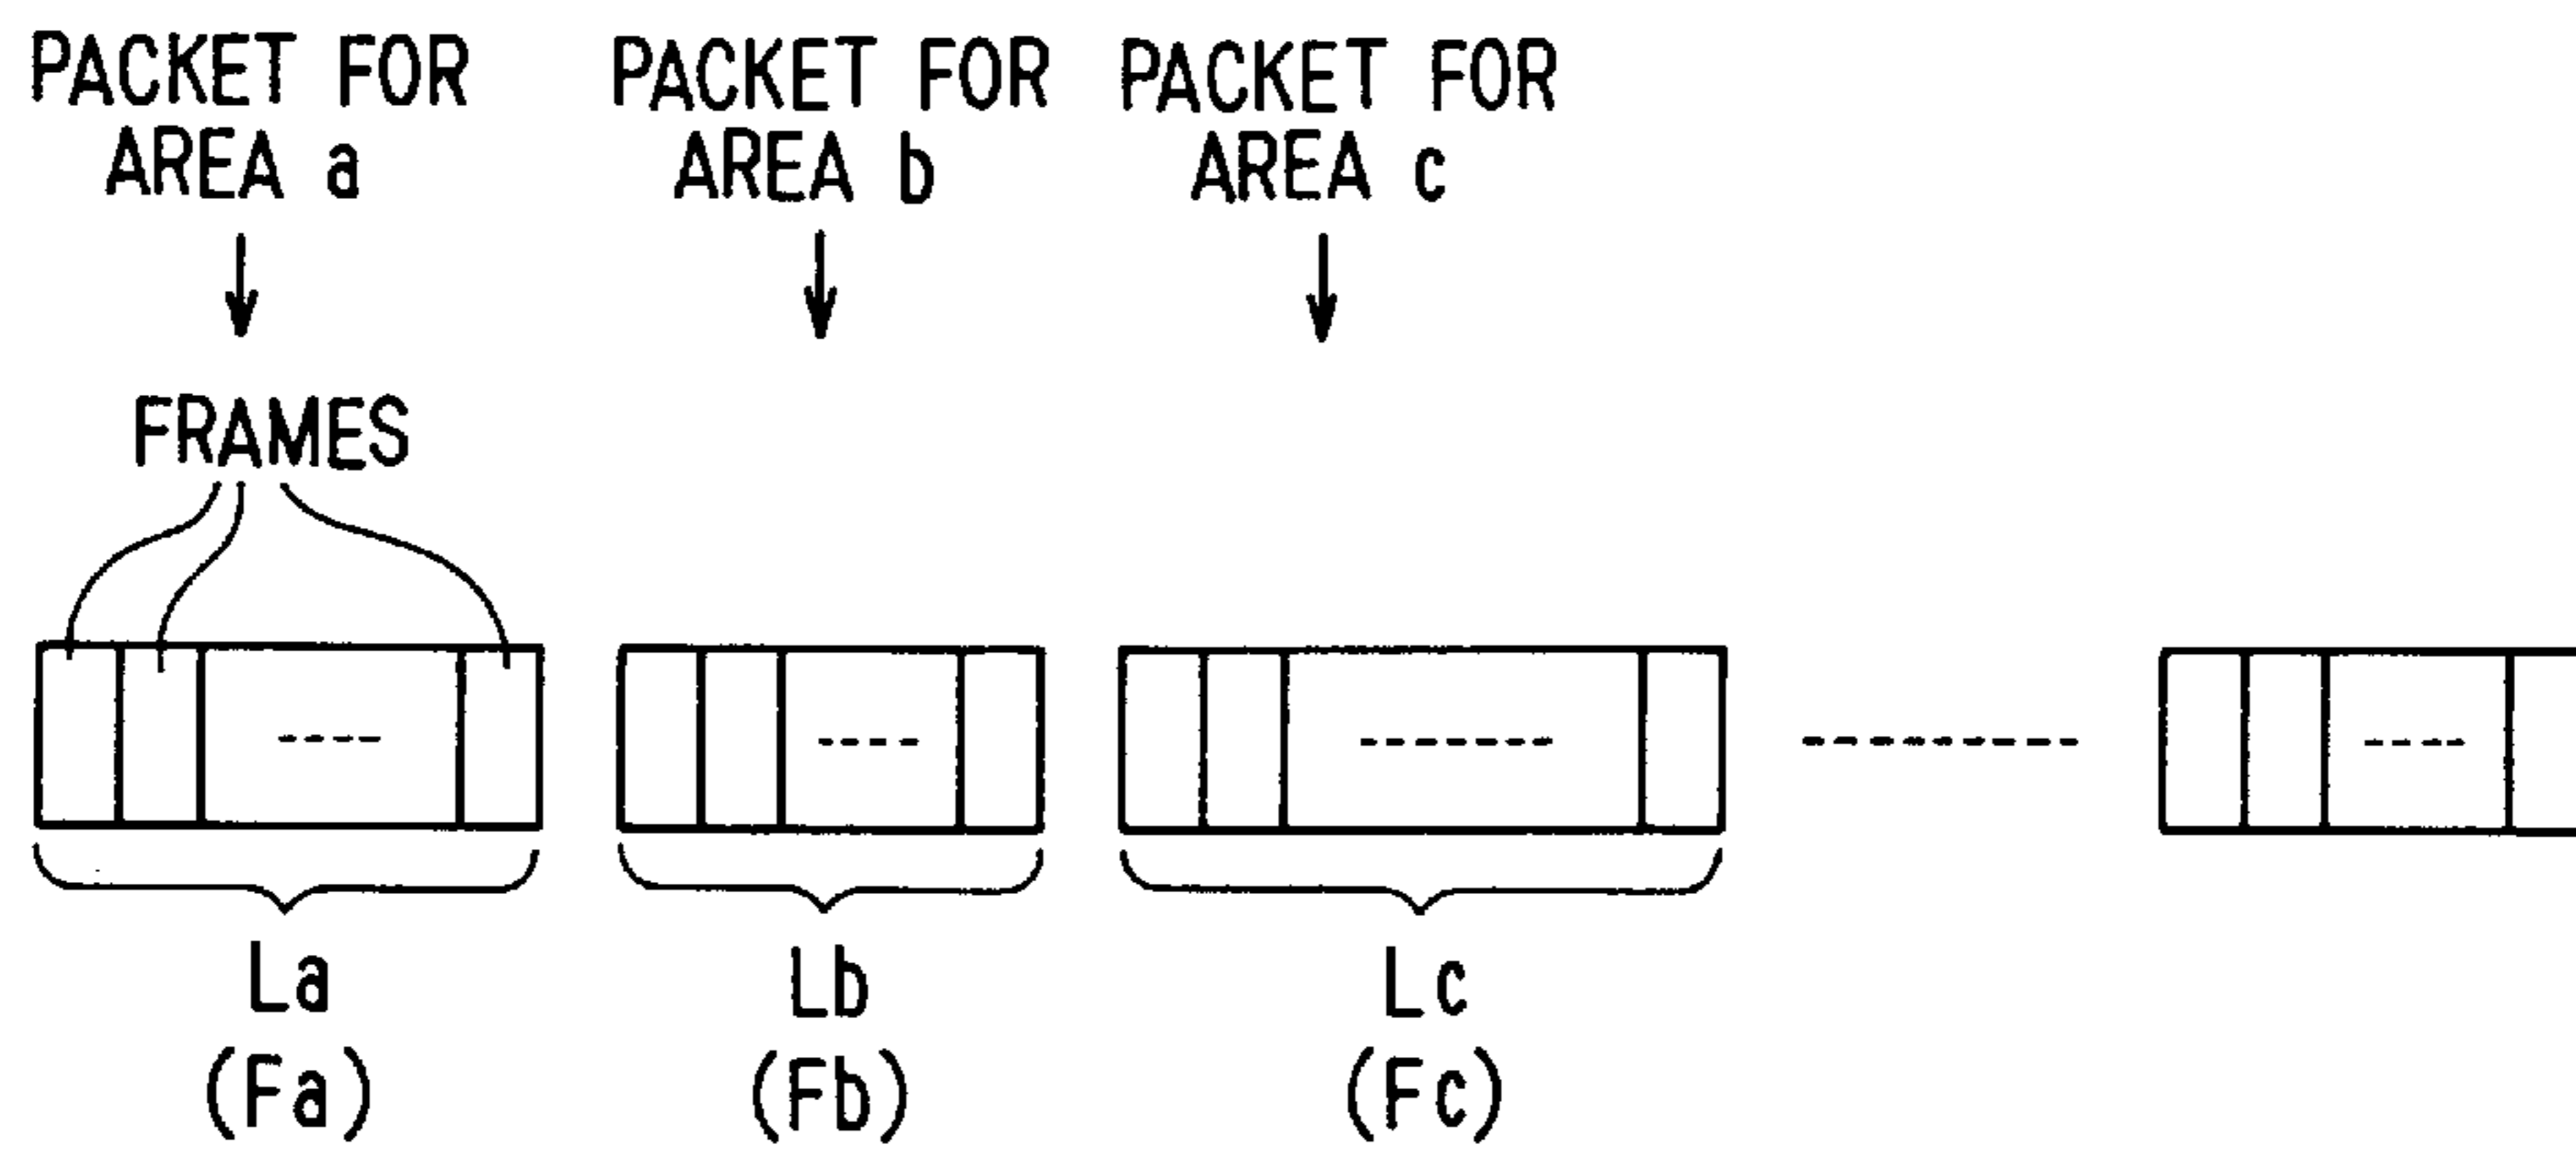 PACKET FOR
AREA a
PACKET FOR
AREA b
PACKET FOR
AREA c
FRAMES
La
(Fa)
Lb
(Fb)
Lc
(Fc)